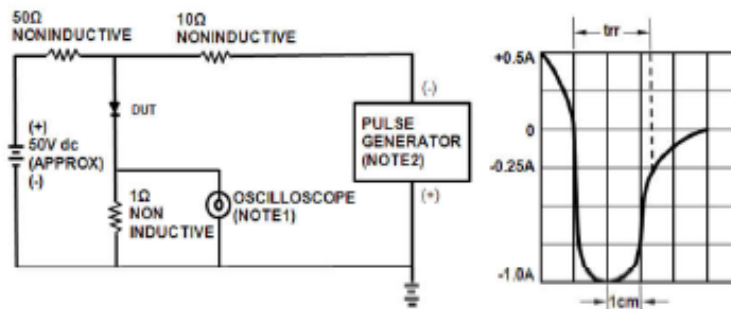 50Ω
NONINDUCTIVE
10Ω
NONINDUCTIVE
DUT
(+)
50V dc
(APPROX)
(-)
1Ω
NON
INDUCTIVE
OSCILLOSCOPE
(NOTE1)
(-)
PULSE
GENERATOR
(NOTE2)
(+)
trr
+0.5A
0
-0.25A
-1.0A
1cm